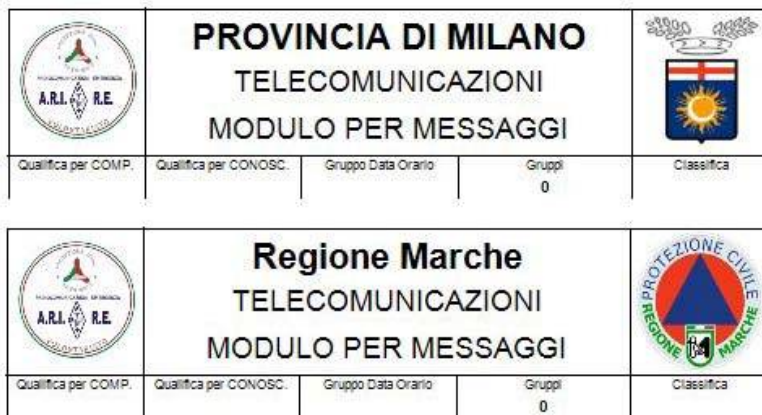 PROVINCIA DI MILANO
TELECOMUNICAZIONI
MODULO PER MESSAGGI
A.R.I. R.E.
Qualifica per COMP. Qualifica per CONOSC. Gruppo Data Orario Gruppi Classifica
0
Regione Marche
TELECOMUNICAZIONI
MODULO PER MESSAGGI
A.R.I. R.E.
PROTEZIONE CIVILE
REGIONE MARCHE
Qualifica per COMP. Qualifica per CONOSC. Gruppo Data Orario Gruppi Classifica
0